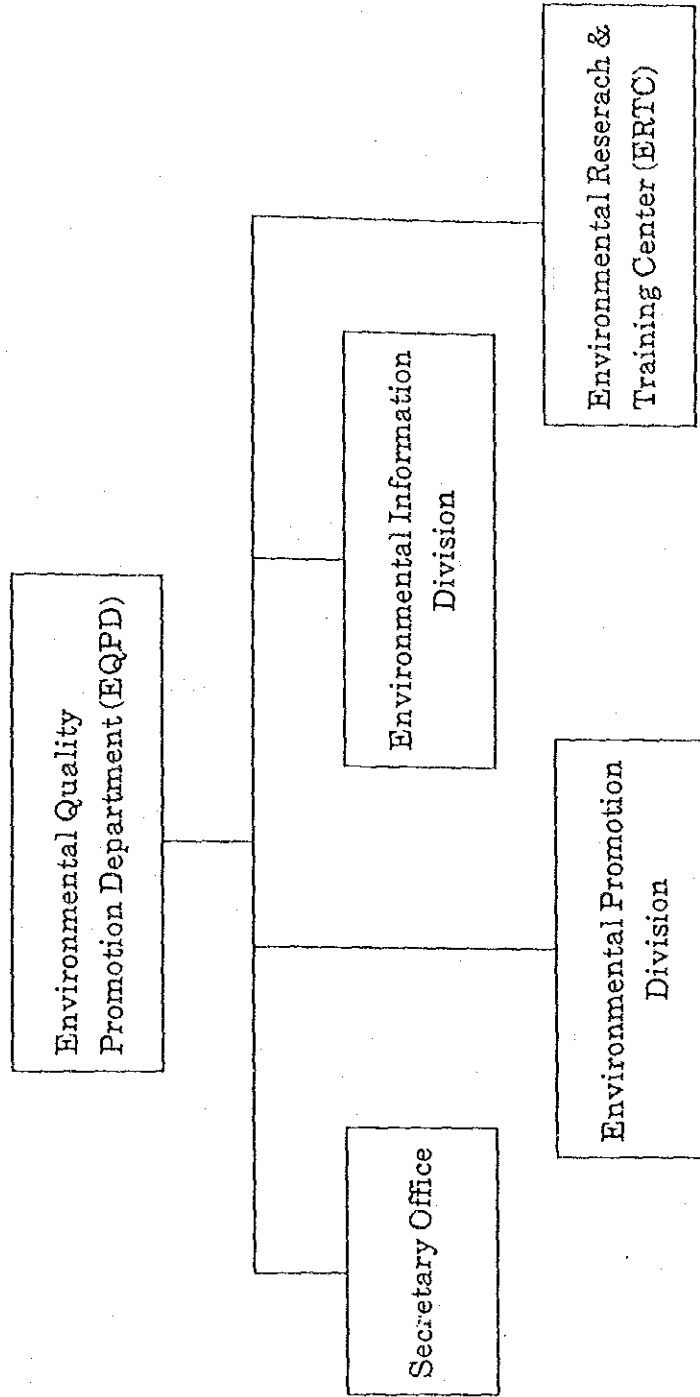 Environmental Quality
Promotion Department (EQPD)
Secretary Office
Environmental Promotion
Division
Environmental Information
Division
Environmental Reserach &
Training Center (ERTC)